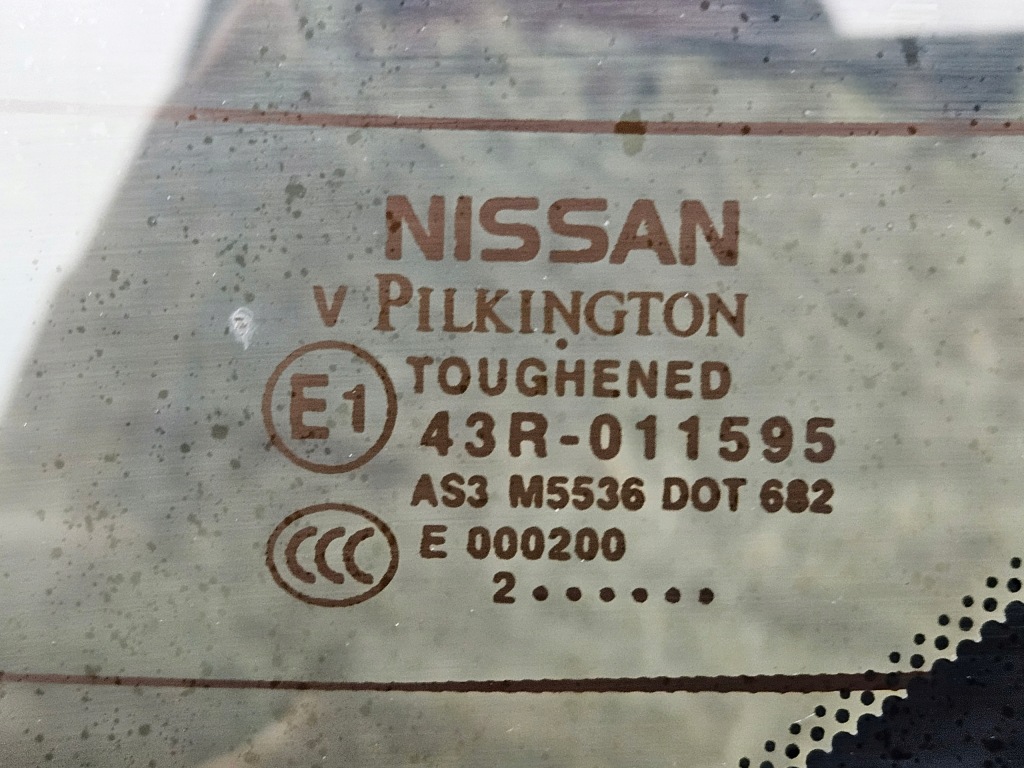 NISSAN
V PILKINGTON
E1 TOUGHENED
43R-011595
AS3 M5536 DOT 682
CCC E 000200
2 • • • • • •